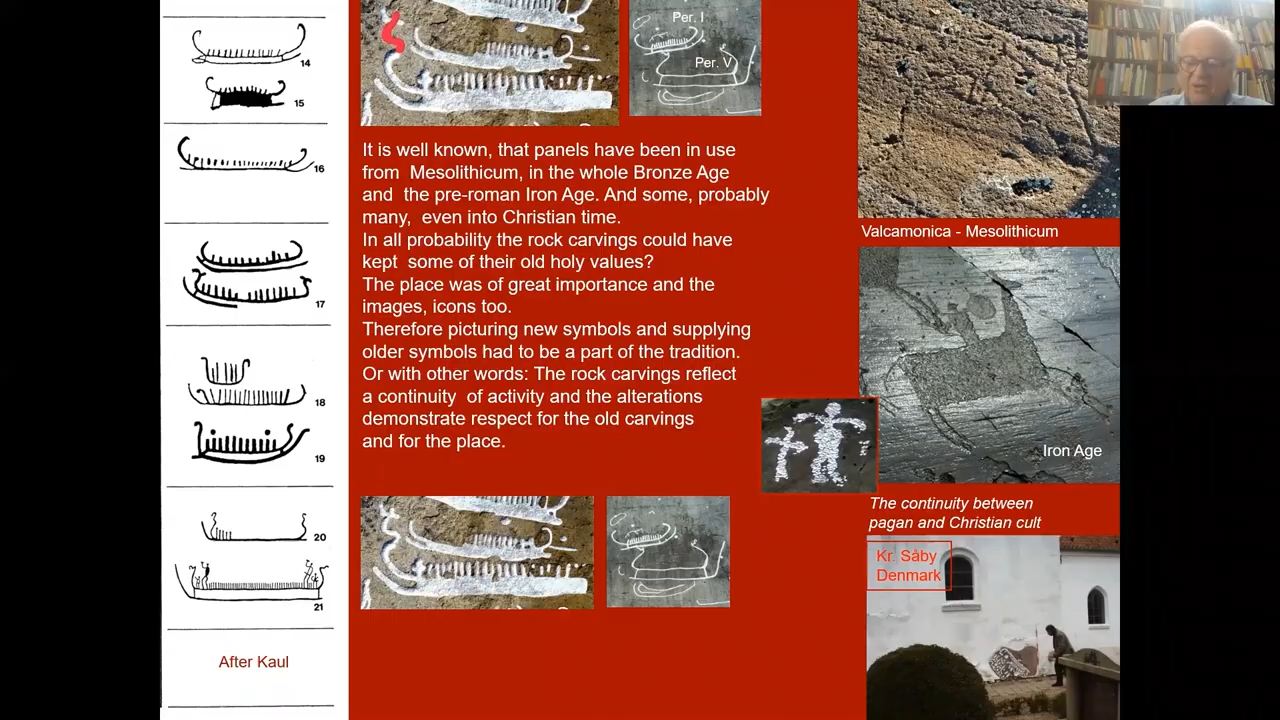 14
15
16
17
18
19
20
21
After Kaul
Per. I
Per. V
It is well known, that panels have been in use
from Mesolithicum, in the whole Bronze Age
and the pre-roman Iron Age. And some, probably
many, even into Christian time.
In all probability the rock carvings could have
kept some of their old holy values?
The place was of great importance and the
images, icons too.
Therefore picturing new symbols and supplying
older symbols had to be a part of the tradition.
Or with other words: The rock carvings reflect
a continuity of activity and the alterations
demonstrate respect for the old carvings
and for the place.
Valcamonica - Mesolithicum
Iron Age
The continuity between
pagan and Christian cult
Kr. Såby
Denmark